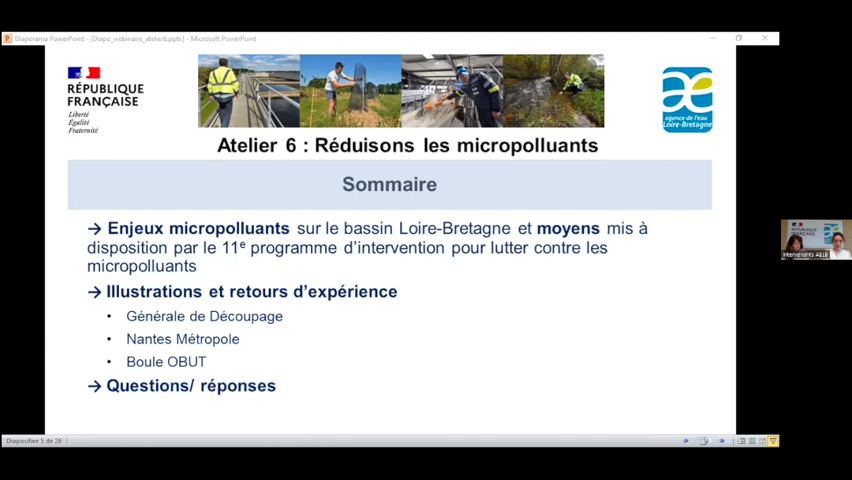 Diaporama PowerPoint - [Diapo_webinaire_atelier6.pptx] - Microsoft PowerPoint
RÉPUBLIQUE
FRANÇAISE
Liberté
Égalité
Fraternité
agence de l'eau
Loire-Bretagne
Atelier 6 : Réduisons les micropolluants
Sommaire
→ Enjeux micropolluants sur le bassin Loire-Bretagne et moyens mis à
disposition par le 11e programme d'intervention pour lutter contre les
micropolluants
→ Illustrations et retours d'expérience
• Générale de Découpage
• Nantes Métropole
• Boule OBUT
→ Questions/ réponses
RÉPUBLIQUE
FRANÇAISE
Intervenants AELB
Diapositive 5 de 26